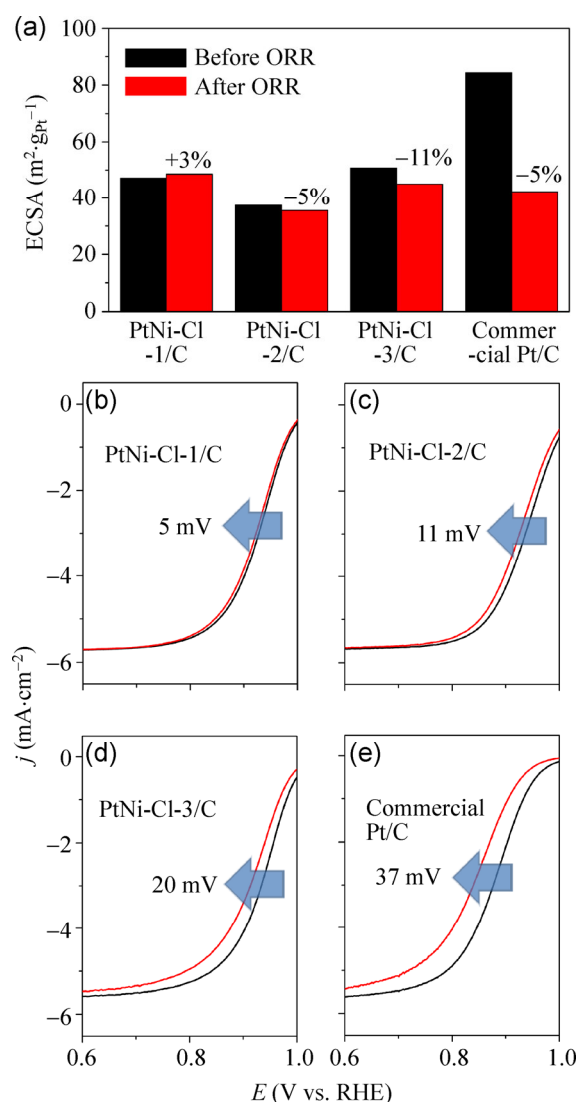 (a)
100
80
60
40
20
0
ECSA (m²·gPt⁻¹)
Before ORR
After ORR
+3%
−5%
−11%
−5%
PtNi-Cl
-1/C
PtNi-Cl
-2/C
PtNi-Cl
-3/C
Commer
-cial Pt/C
(b)
PtNi-Cl-1/C
5 mV
0
−2
−4
−6
(c)
PtNi-Cl-2/C
11 mV
j (mA·cm⁻²)
(d)
PtNi-Cl-3/C
20 mV
0
−2
−4
−6
0.6
0.8
1.0
(e)
Commercial
Pt/C
37 mV
0.6
0.8
1.0
E (V vs. RHE)